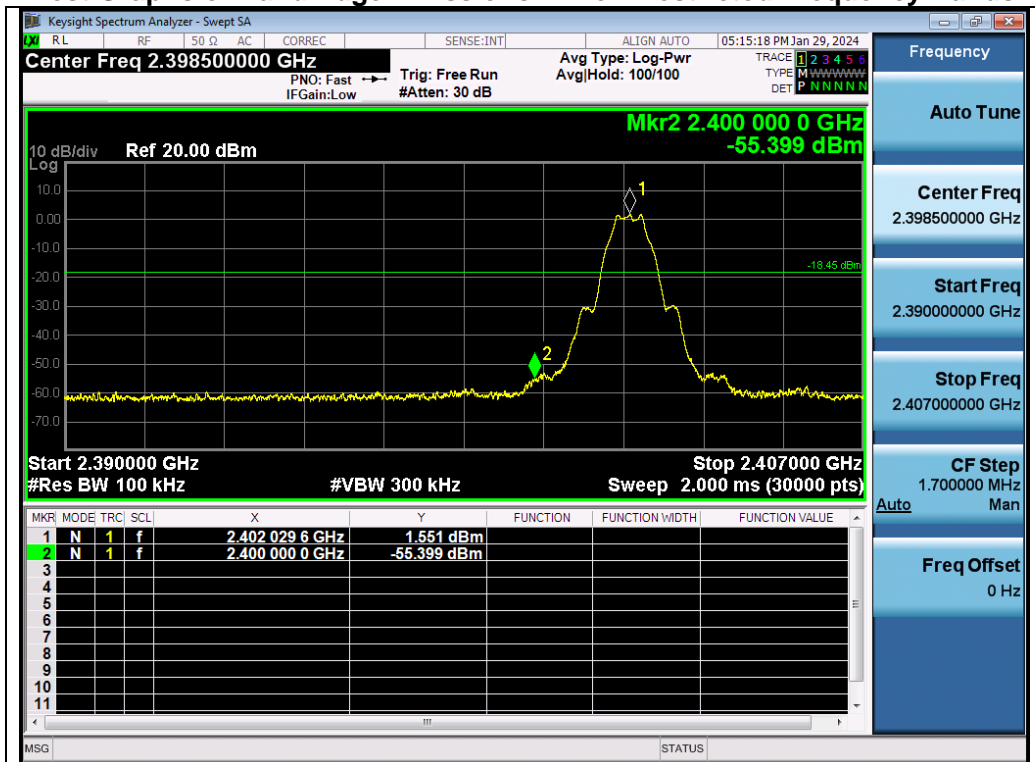 Keysight Spectrum Analyzer - Swept SA
LXI RL RF 50 Ω AC CORREC SENSE:INT ALIGN AUTO 05:15:18 PM Jan 29, 2024
Center Freq 2.398500000 GHz
PNO: Fast
IFGain:Low
Trig: Free Run
#Atten: 30 dB
Avg Type: Log-Pwr
Avg|Hold: 100/100
TRACE 1 2 3 4 5 6
TYPE M WWWWW
DET P N N N N N
Mkr2 2.400 000 0 GHz
-55.399 dBm
10 dB/div Ref 20.00 dBm
Log
10.0
0.00
-10.0
-20.0
-30.0
-40.0
-50.0
-60.0
-70.0
1
-18.45 dBm
2
Start 2.390000 GHz Stop 2.407000 GHz
#Res BW 100 kHz #VBW 300 kHz Sweep 2.000 ms (30000 pts)
MKR MODE TRC SCL X Y FUNCTION FUNCTION WIDTH FUNCTION VALUE
1 N 1 f 2.402 029 6 GHz 1.551 dBm
2 N 1 f 2.400 000 0 GHz -55.399 dBm
3
4
5
6
7
8
9
10
11
MSG STATUS
Frequency
Auto Tune
Center Freq
2.398500000 GHz
Start Freq
2.390000000 GHz
Stop Freq
2.407000000 GHz
CF Step
1.700000 MHz
Auto Man
Freq Offset
0 Hz